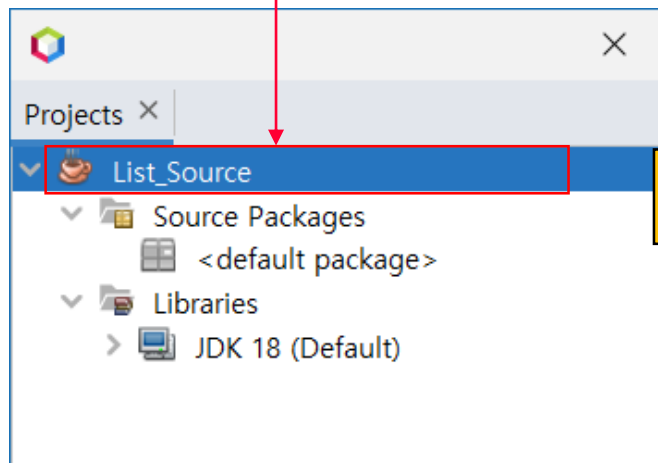 Projects
List_Source
Source Packages
<default package>
Libraries
JDK 18 (Default)